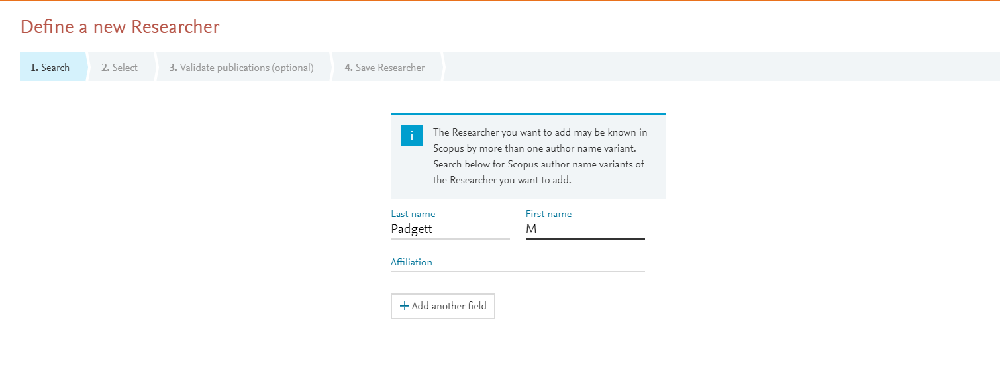 Define a new Researcher
1. Search
2. Select
3. Validate publications (optional)
4. Save Researcher
i
The Researcher you want to add may be known in
Scopus by more than one author name variant.
Search below for Scopus author name variants of
the Researcher you want to add.
Last name
First name
Padgett
M
Affiliation
+ Add another field